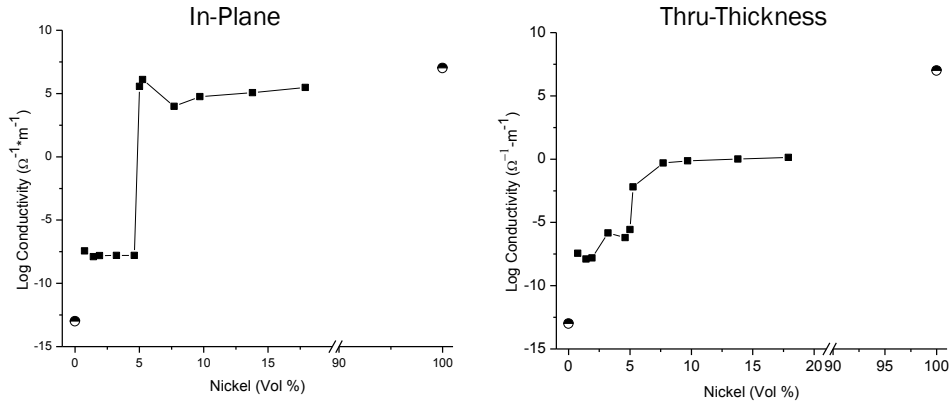 In-Plane
10
5
0
-5
-10
-15
Log Conductivity (Ω⁻¹*m⁻¹)
0 5 10 15 90 100
Nickel (Vol %)
Thru-Thickness
10
5
0
-5
-10
-15
Log Conductivity (Ω⁻¹-m⁻¹)
0 5 10 15 20 90 95 100
Nickel (Vol %)